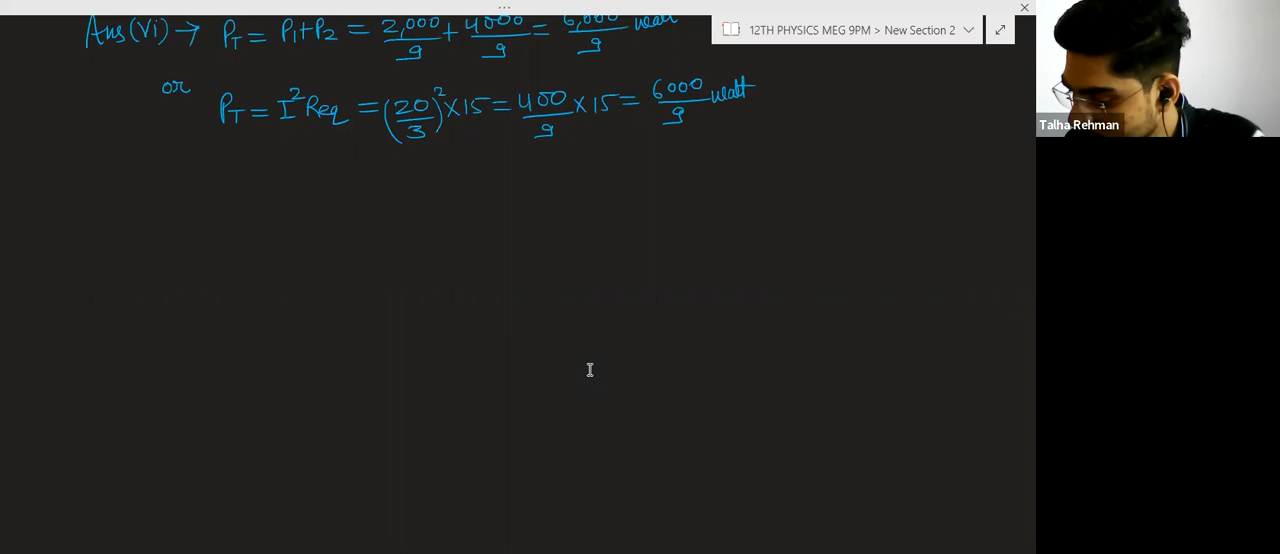 Ans(vi) → P_T = P_1+P_2 = 2,000/9 + 4000/9 = 6,000/9 watt
12TH PHYSICS MEG 9PM > New Section 2
or P_T = I² Req = (20/3)² × 15 = 400/9 × 15 = 6000/9 watt
Talha Rehman